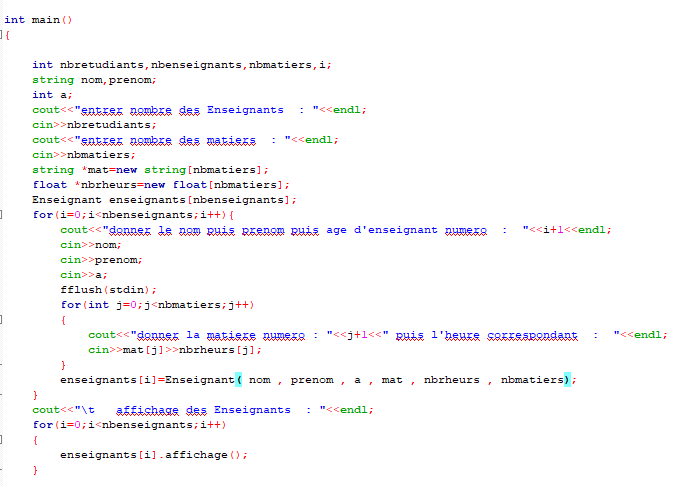 int main()
{
int nbretudiants,nbenseignants,nbmatiers,i;
string nom,prenom;
int a;
cout<<"entrer nombre des Enseignants  : "<<endl;
cin>>nbretudiants;
cout<<"entrer nombre des matiers  : "<<endl;
cin>>nbmatiers;
string *mat=new string[nbmatiers];
float *nbrheurs=new float[nbmatiers];
Enseignant enseignants[nbenseignants];
for(i=0;i<nbenseignants;i++){
cout<<"donner le nom puis prenom puis age d'enseignant numero  :  "<<i+1<<endl;
cin>>nom;
cin>>prenom;
cin>>a;
fflush(stdin);
for(int j=0;j<nbmatiers;j++)
{
cout<<"donner la matiere numero : "<<j+1<<" puis l'heure correspondant  :  "<<endl;
cin>>mat[j]>>nbrheurs[j];
}
enseignants[i]=Enseignant( nom , prenom , a , mat , nbrheurs , nbmatiers);
}
cout<<"\t   affichage des Enseignants  : "<<endl;
for(i=0;i<nbenseignants;i++)
{
enseignants[i].affichage();
}